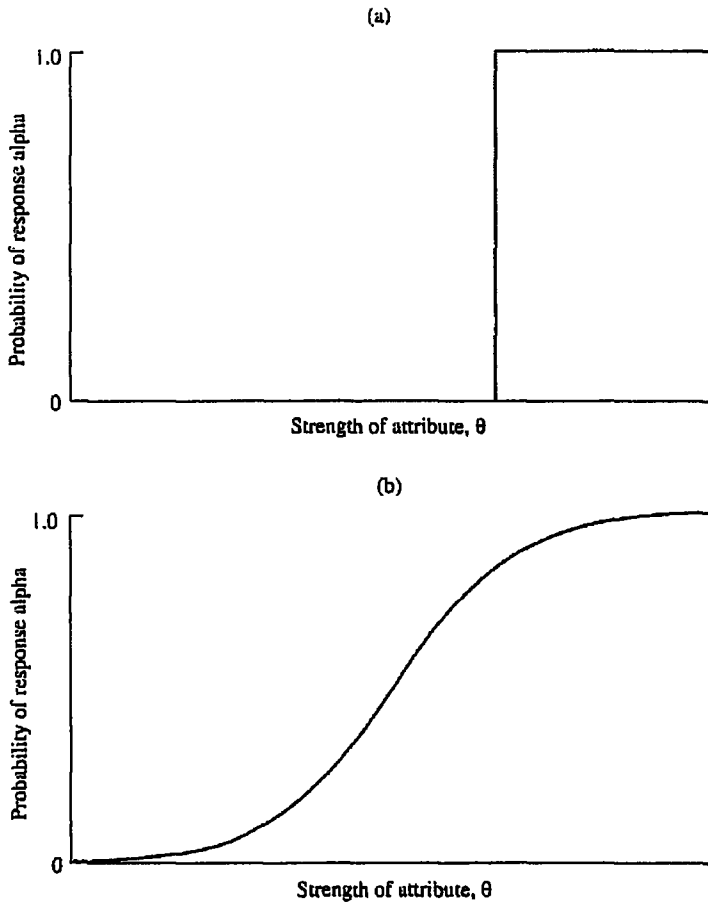 (a)
1.0
Probability of response alpha
0
Strength of attribute, θ
(b)
1.0
Probability of response alpha
0
Strength of attribute, θ